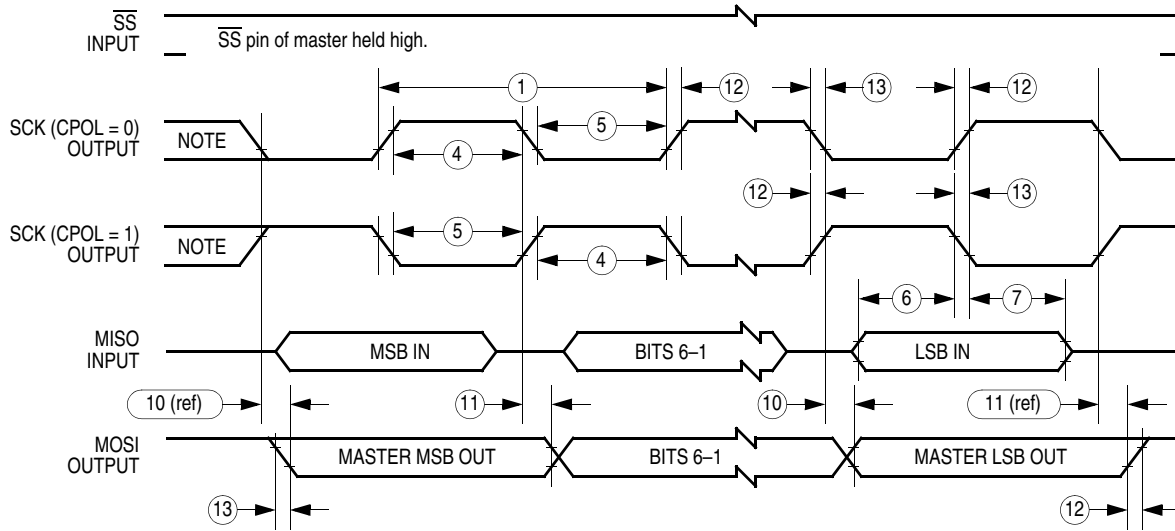 SS
INPUT
SS pin of master held high.
1
12
13
12
SCK (CPOL = 0)
OUTPUT
NOTE
5
4
12
13
SCK (CPOL = 1)
OUTPUT
NOTE
5
4
6
7
MISO
INPUT
MSB IN
BITS 6–1
LSB IN
10 (ref)
11
10
11 (ref)
MOSI
OUTPUT
MASTER MSB OUT
BITS 6–1
MASTER LSB OUT
13
12